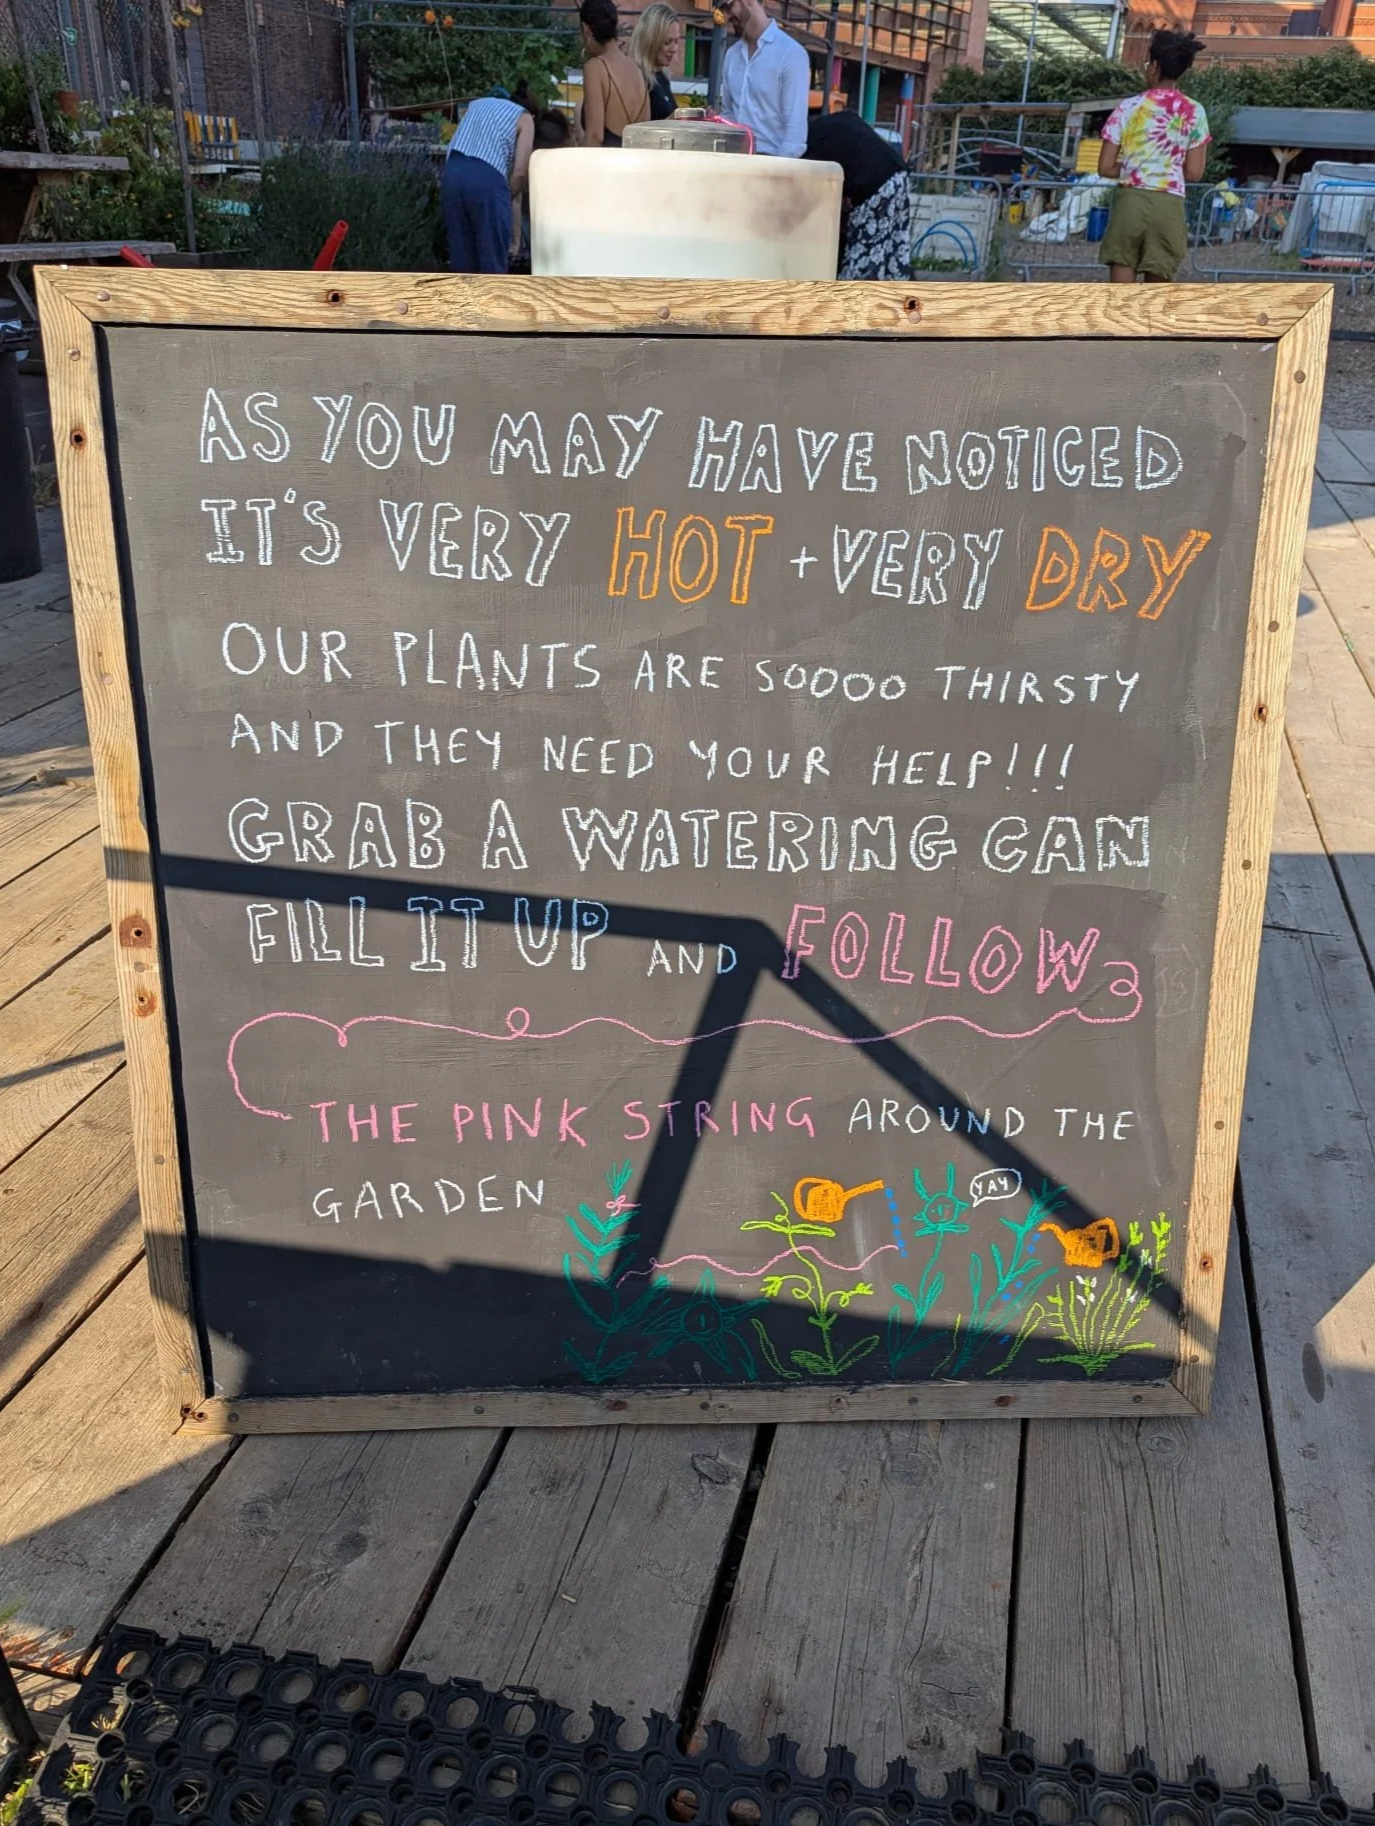 AS YOU MAY HAVE NOTICED
IT'S VERY HOT + VERY DRY
OUR PLANTS ARE SOOOO THIRSTY
AND THEY NEED YOUR HELP!!!
GRAB A WATERING CAN
FILL IT UP AND FOLLOW
THE PINK STRING AROUND THE
GARDEN
YAY